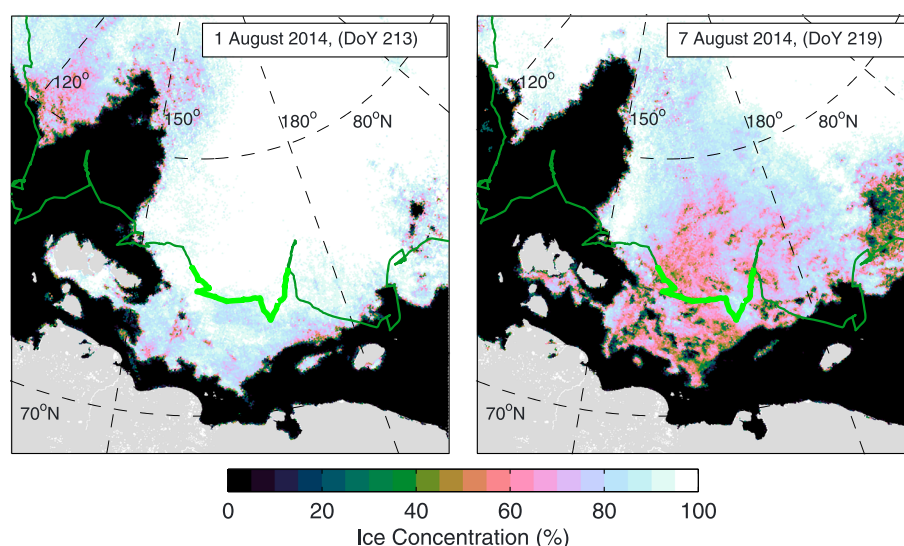 1 August 2014, (DoY 213)
120°
150°
180°
80°N
70°N
7 August 2014, (DoY 219)
120°
150°
180°
80°N
70°N
0 20 40 60 80 100
Ice Concentration (%)